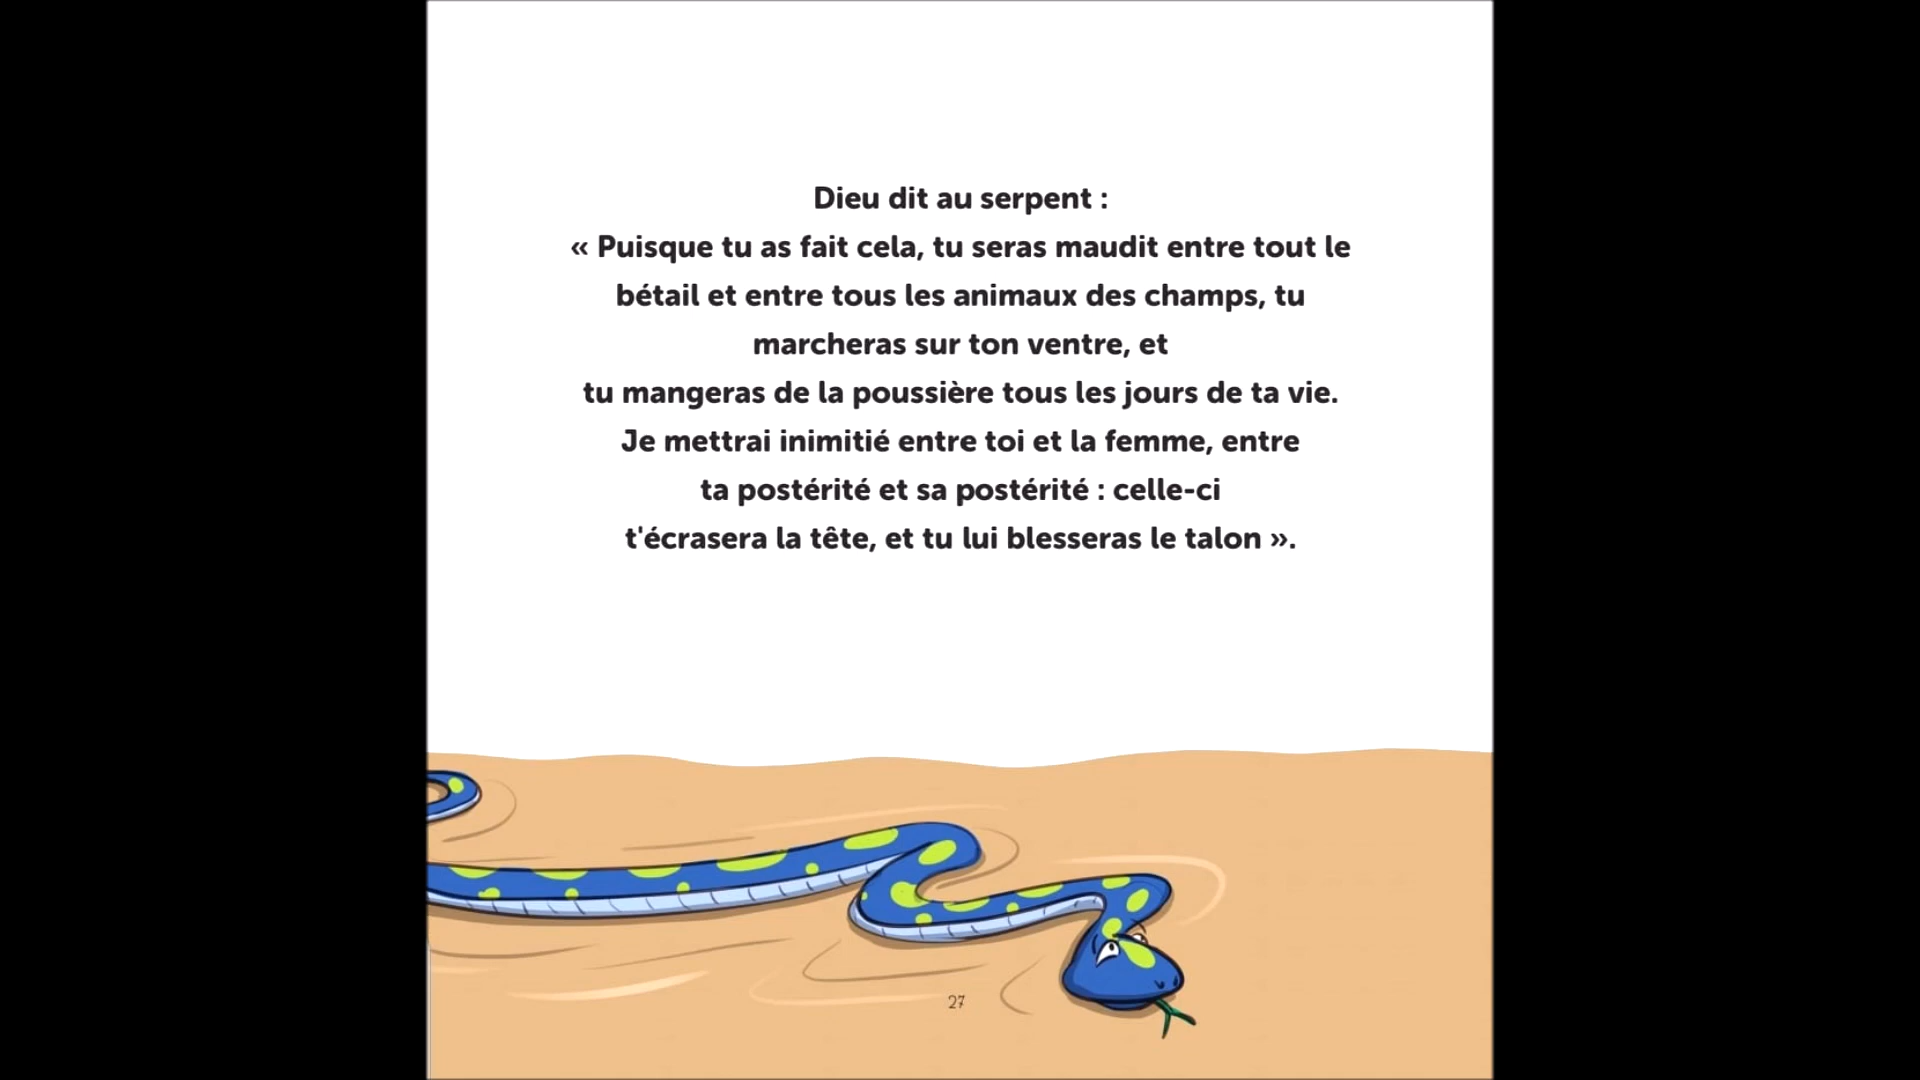 Dieu dit au serpent :
« Puisque tu as fait cela, tu seras maudit entre tout le
bétail et entre tous les animaux des champs, tu
marcheras sur ton ventre, et
tu mangeras de la poussière tous les jours de ta vie.
Je mettrai inimitié entre toi et la femme, entre
ta postérité et sa postérité : celle-ci
t'écrasera la tête, et tu lui blesseras le talon ».
27